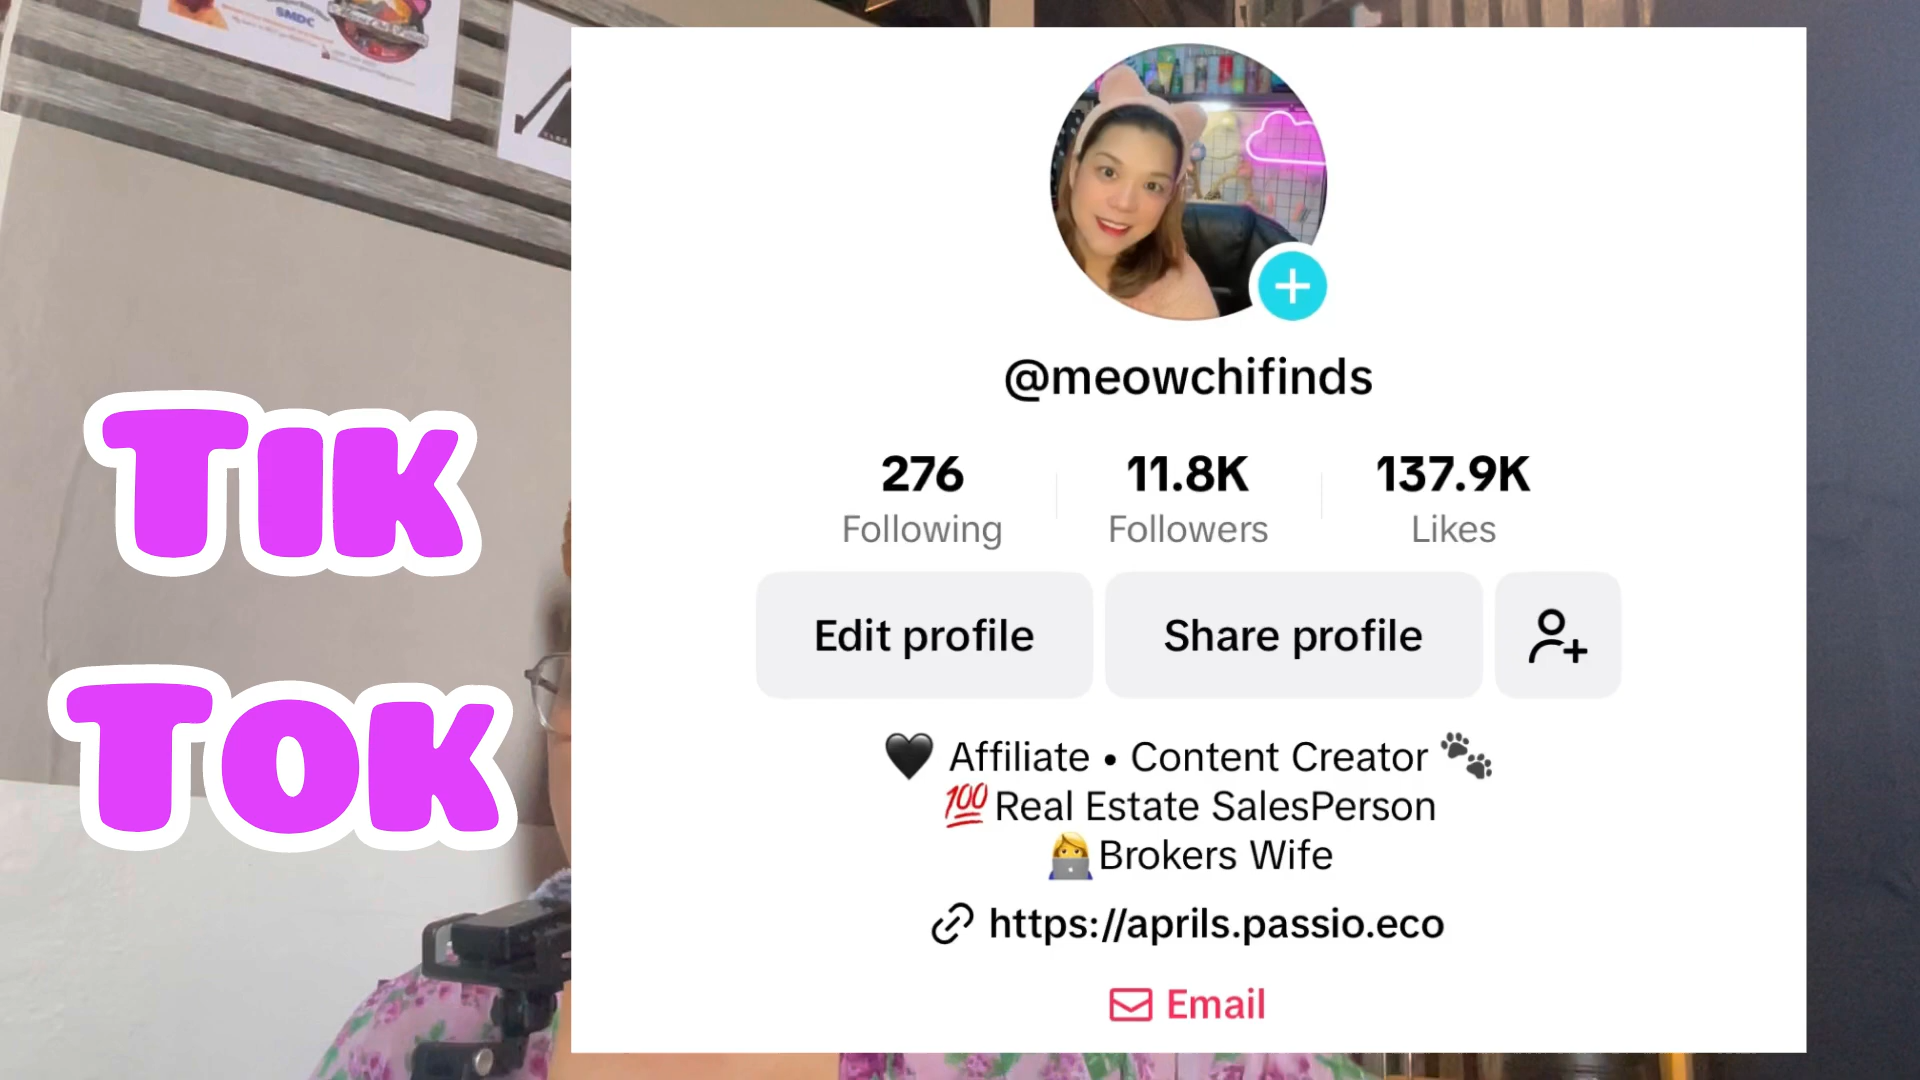 SMDC
TIK
TOK
@meowchifinds
276
Following
11.8K
Followers
137.9K
Likes
Edit profile
Share profile
🖤 Affiliate • Content Creator 🐾
💯Real Estate SalesPerson
👩‍💻Brokers Wife
https://aprils.passio.eco
Email